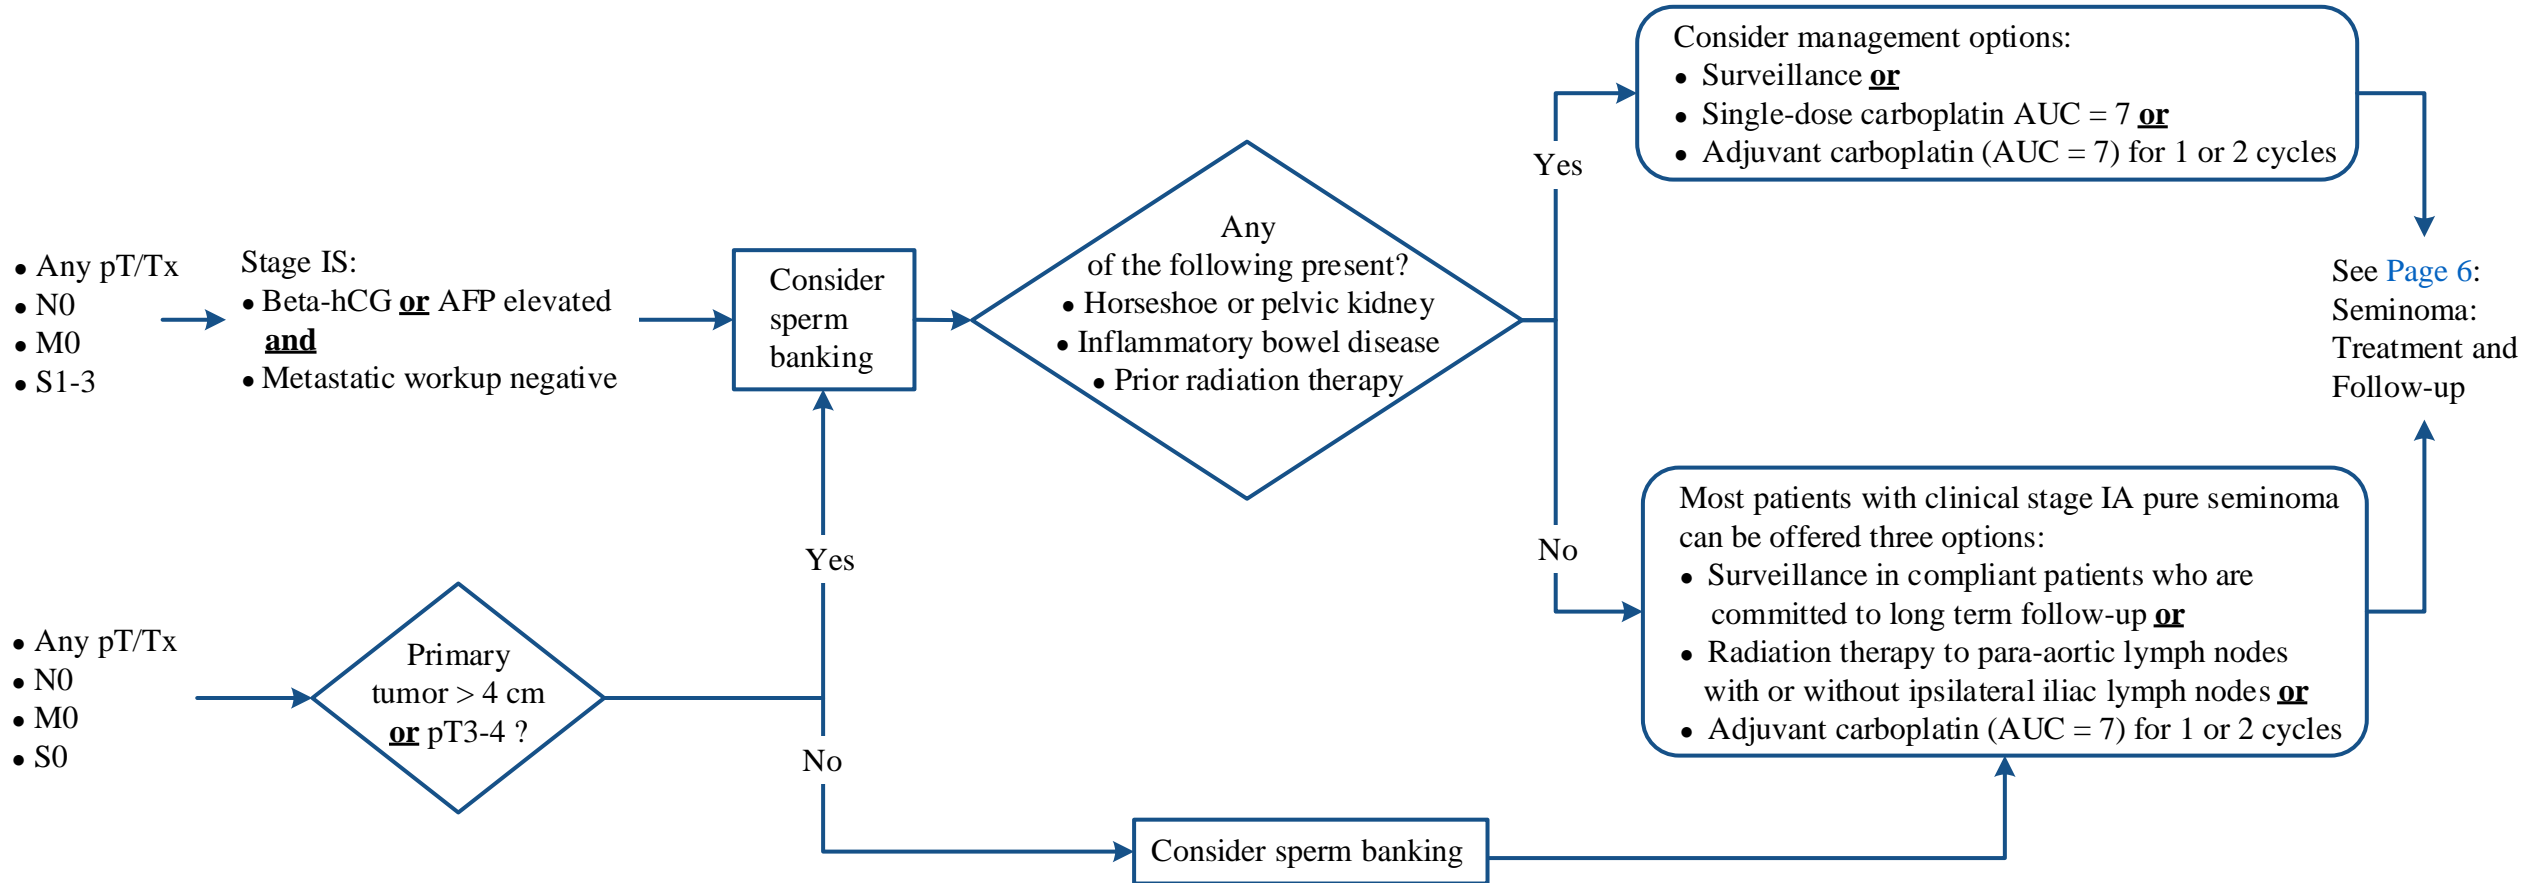 • Any pT/Tx
• N0
• M0
• S1-3
Stage IS:
• Beta-hCG or AFP elevated
and
• Metastatic workup negative
Consider
sperm
banking
Any
of the following present?
• Horseshoe or pelvic kidney
• Inflammatory bowel disease
• Prior radiation therapy
Yes
Consider management options:
• Surveillance or
• Single-dose carboplatin AUC = 7 or
• Adjuvant carboplatin (AUC = 7) for 1 or 2 cycles
See Page 6:
Seminoma:
Treatment and
Follow-up
No
Most patients with clinical stage IA pure seminoma
can be offered three options:
• Surveillance in compliant patients who are
committed to long term follow-up or
• Radiation therapy to para-aortic lymph nodes
with or without ipsilateral iliac lymph nodes or
• Adjuvant carboplatin (AUC = 7) for 1 or 2 cycles
• Any pT/Tx
• N0
• M0
• S0
Primary
tumor > 4 cm
or pT3-4 ?
Yes
No
Consider sperm banking